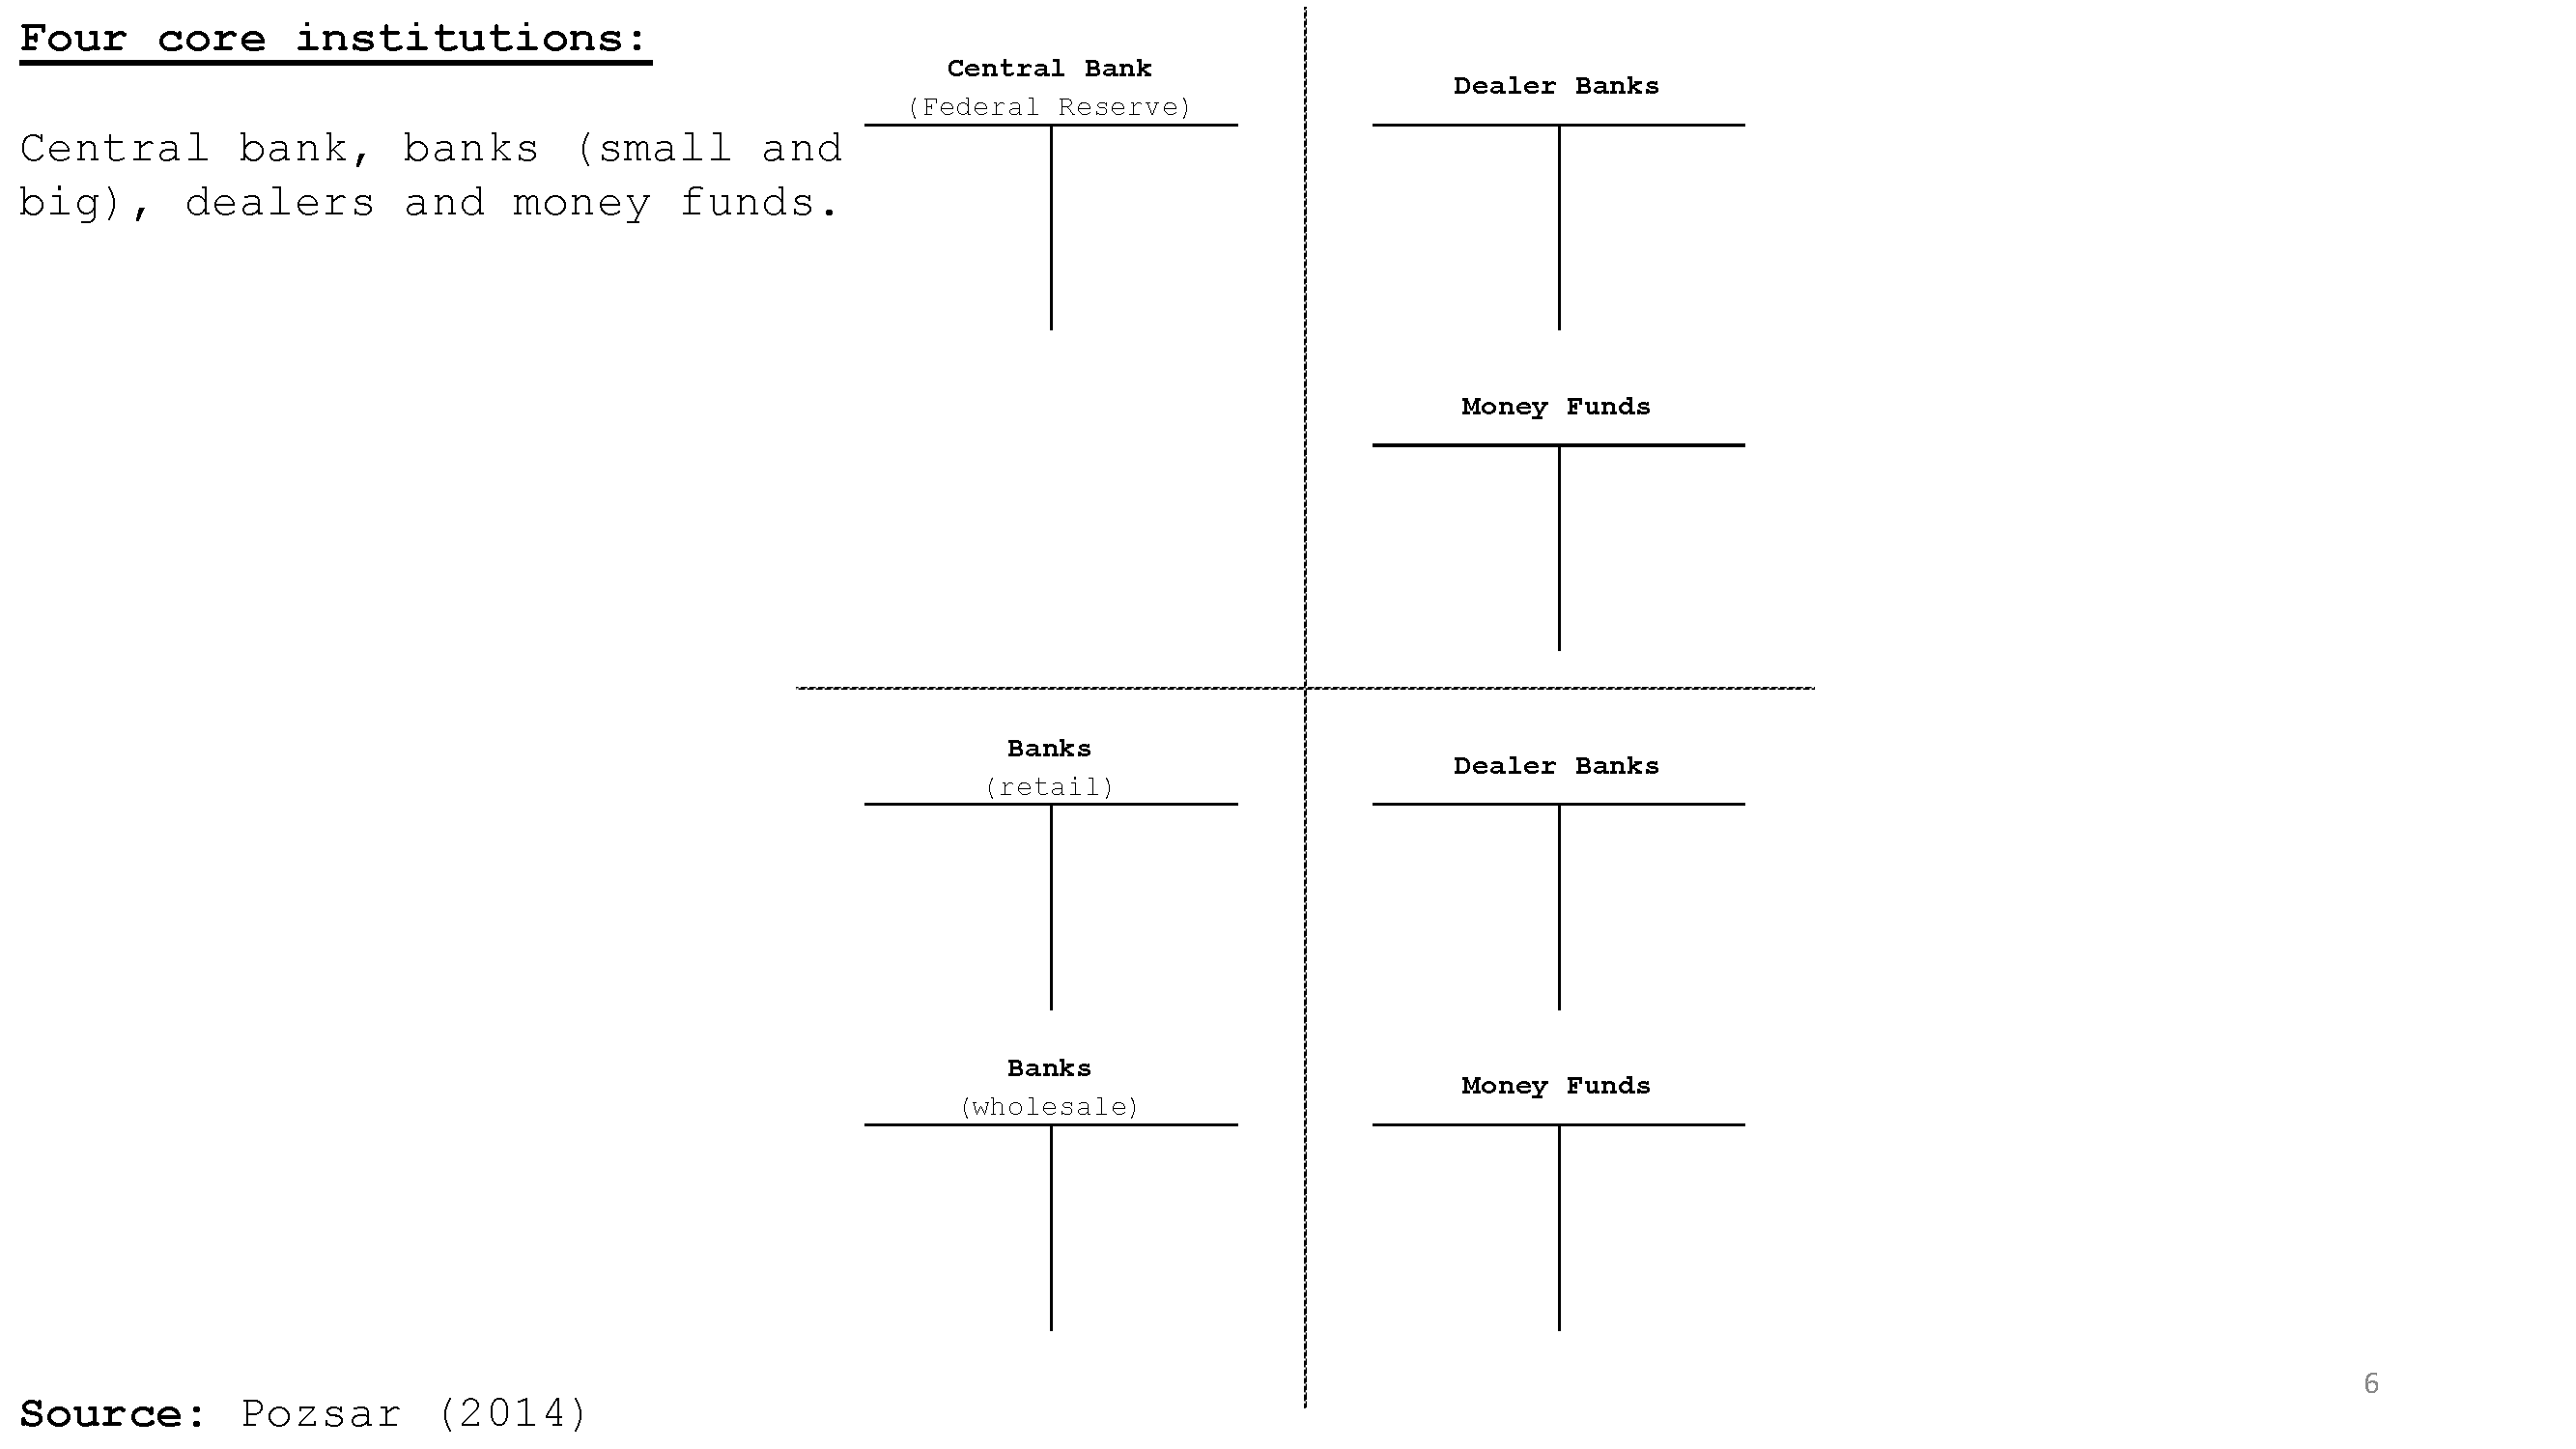 Four core institutions:
Central bank, banks (small and
big), dealers and money funds.
Central Bank
(Federal Reserve)
Dealer Banks
Money Funds
Banks
(retail)
Dealer Banks
Banks
(wholesale)
Money Funds
Source: Pozsar (2014)
6